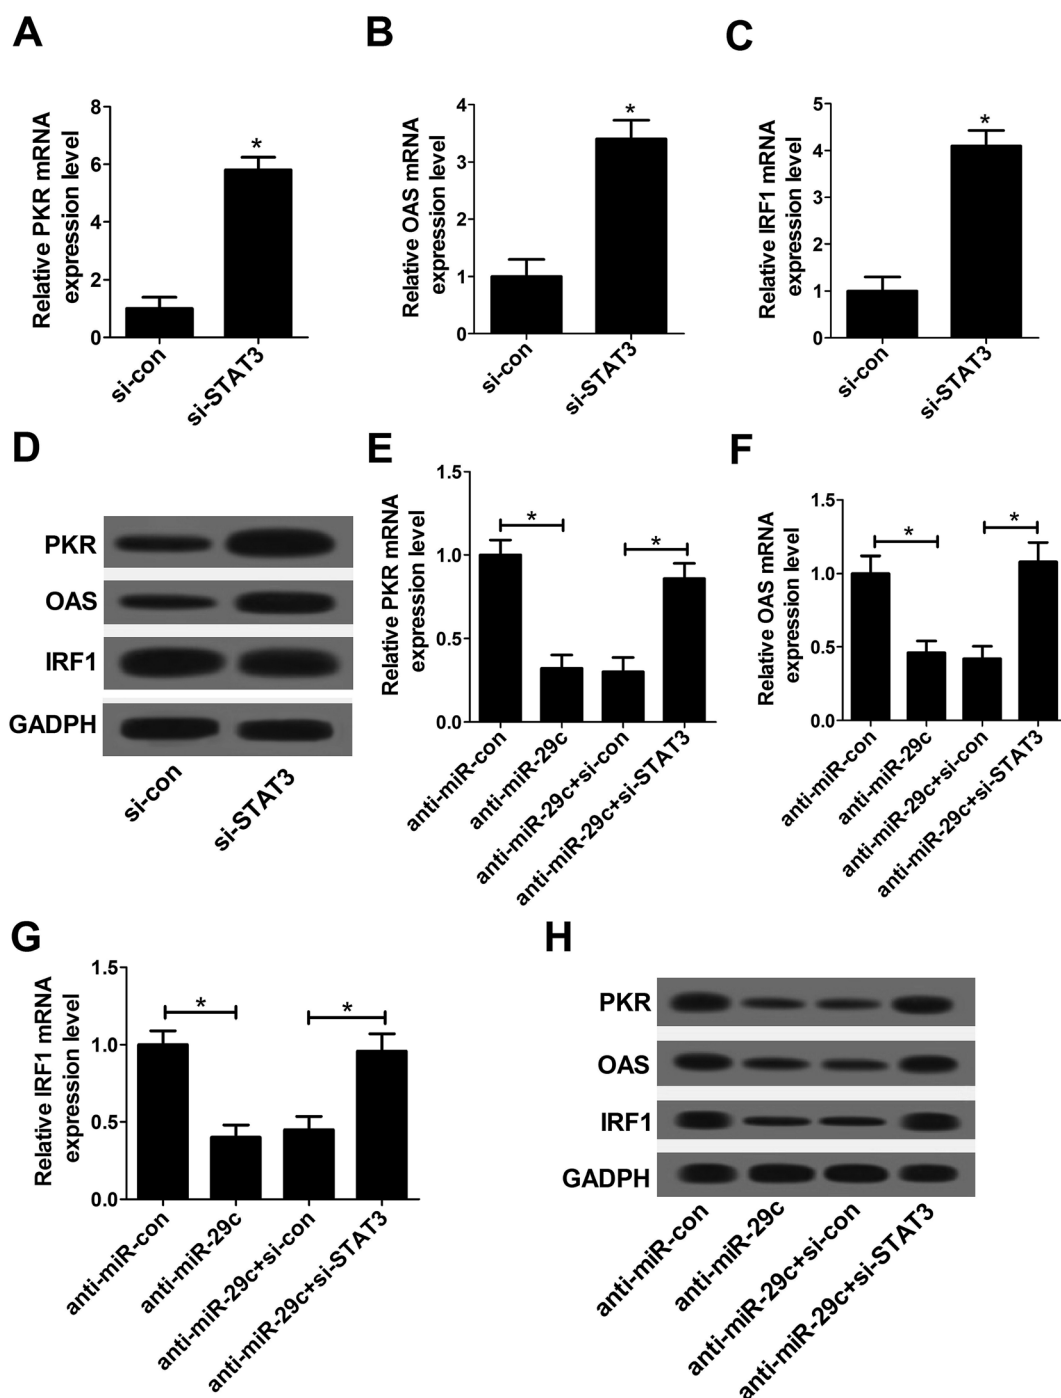 A
Relative PKR mRNA
expression level
8
6
4
2
0
*
si-con
si-STAT3
B
Relative OAS mRNA
expression level
4
3
2
1
0
*
si-con
si-STAT3
C
Relative IRF1 mRNA
expression level
5
4
3
2
1
0
*
si-con
si-STAT3
D
PKR
OAS
IRF1
GADPH
si-con
si-STAT3
E
Relative PKR mRNA
expression level
1.5
1.0
0.5
0.0
*
*
anti-miR-con
anti-miR-29c
anti-miR-29c+si-con
anti-miR-29c+si-STAT3
F
Relative OAS mRNA
expression level
1.5
1.0
0.5
0.0
*
*
anti-miR-con
anti-miR-29c
anti-miR-29c+si-con
anti-miR-29c+si-STAT3
G
Relative IRF1 mRNA
expression level
1.5
1.0
0.5
0.0
*
*
anti-miR-con
anti-miR-29c
anti-miR-29c+si-con
anti-miR-29c+si-STAT3
H
PKR
OAS
IRF1
GADPH
anti-miR-con
anti-miR-29c
anti-miR-29c+si-con
anti-miR-29c+si-STAT3